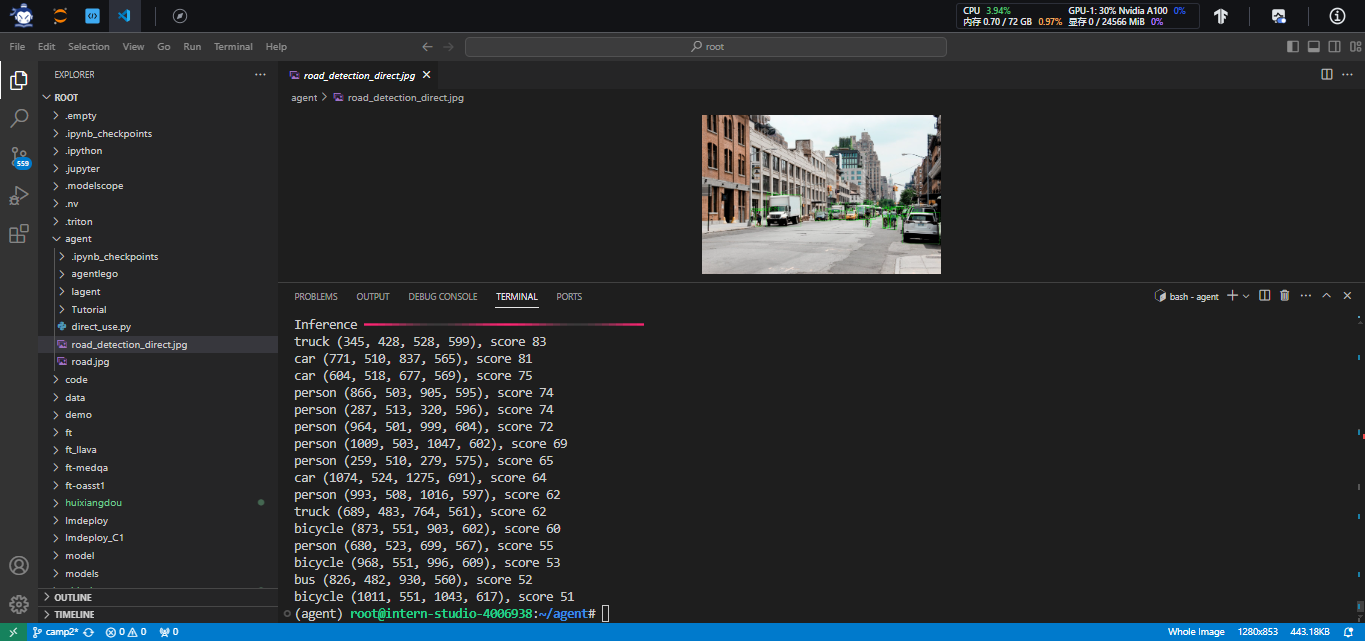 CPU 3.94% GPU-1: 30% Nvidia A100 0%
内存 0.70 / 72 GB 0.97% 显存 0 / 24566 MiB 0%
File Edit Selection View Go Run Terminal Help
root
EXPLORER
ROOT
.empty
.ipynb_checkpoints
.ipython
.jupyter
.modelscope
.nv
.triton
agent
.ipynb_checkpoints
agentlego
lagent
Tutorial
direct_use.py
road_detection_direct.jpg
road.jpg
code
data
demo
ft
ft_llava
ft-medqa
ft-oasst1
huixiangdou
lmdeploy
lmdeploy_C1
model
models
OUTLINE
TIMELINE
559
road_detection_direct.jpg
agent > road_detection_direct.jpg
PROBLEMS OUTPUT DEBUG CONSOLE TERMINAL PORTS
bash - agent
Inference
truck (345, 428, 528, 599), score 83
car (771, 510, 837, 565), score 81
car (604, 518, 677, 569), score 75
person (866, 503, 905, 595), score 74
person (287, 513, 320, 596), score 74
person (964, 501, 999, 604), score 72
person (1009, 503, 1047, 602), score 69
person (259, 510, 279, 575), score 65
car (1074, 524, 1275, 691), score 64
person (993, 508, 1016, 597), score 62
truck (689, 483, 764, 561), score 62
bicycle (873, 551, 903, 602), score 60
person (680, 523, 699, 567), score 55
bicycle (968, 551, 996, 609), score 53
bus (826, 482, 930, 560), score 52
bicycle (1011, 551, 1043, 617), score 51
(agent) root@intern-studio-4006938:~/agent#
camp2* 0 0 0
Whole Image 1280x853 443.18KB